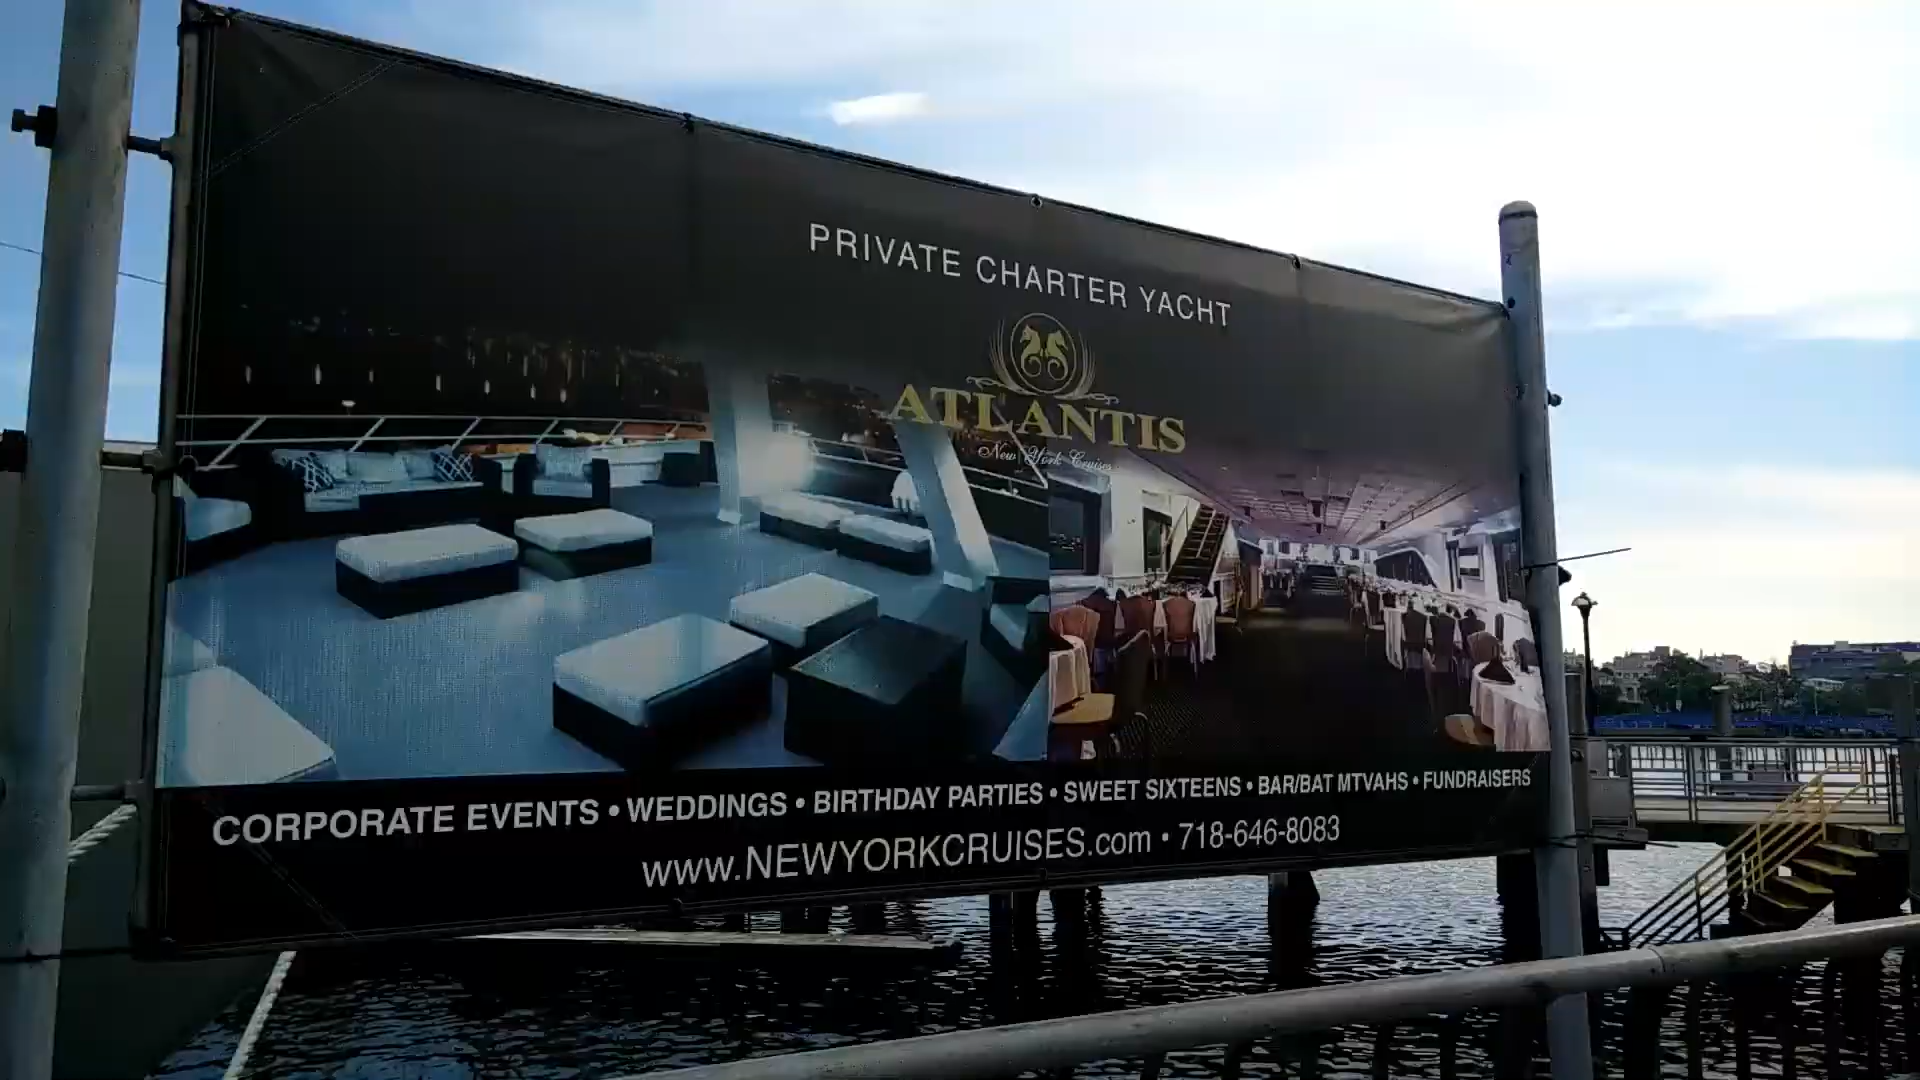 PRIVATE CHARTER YACHT
ATLANTIS
New York Cruises
CORPORATE EVENTS • WEDDINGS • BIRTHDAY PARTIES • SWEET SIXTEENS • BAR/BAT MTVAHS • FUNDRAISERS
www.NEWYORKCRUISES.com • 718-646-8083